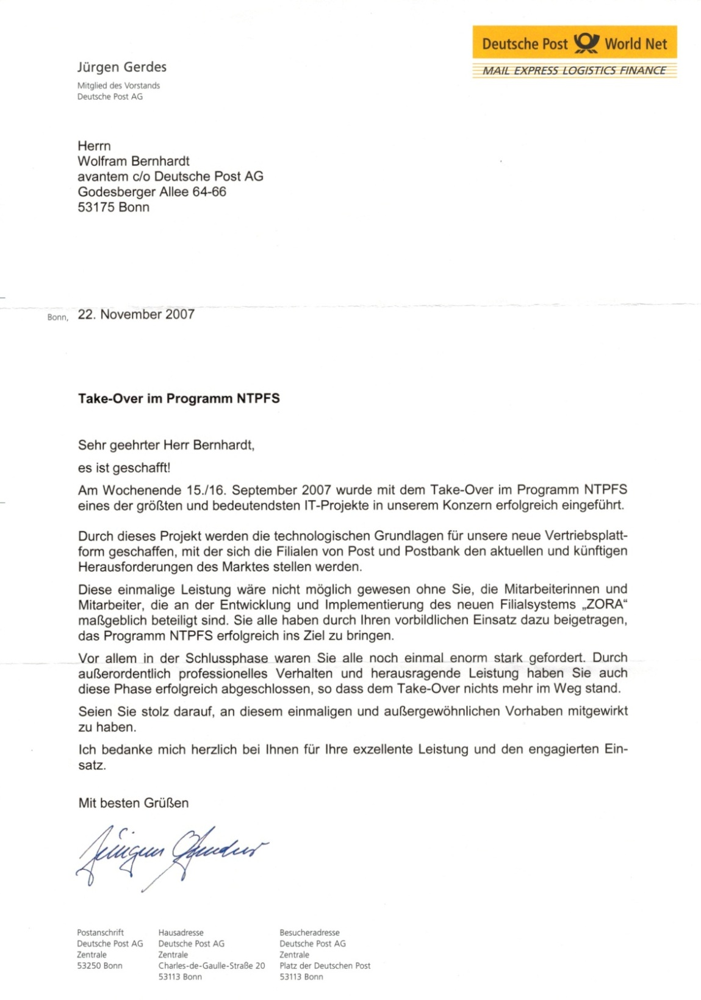 Deutsche Post World Net
MAIL EXPRESS LOGISTICS FINANCE
Jürgen Gerdes
Mitglied des Vorstands
Deutsche Post AG
Herrn
Wolfram Bernhardt
avantem c/o Deutsche Post AG
Godesberger Allee 64-66
53175 Bonn
Bonn, 22. November 2007
Take-Over im Programm NTPFS
Sehr geehrter Herr Bernhardt,
es ist geschafft!
Am Wochenende 15./16. September 2007 wurde mit dem Take-Over im Programm NTPFS
eines der größten und bedeutendsten IT-Projekte in unserem Konzern erfolgreich eingeführt.
Durch dieses Projekt werden die technologischen Grundlagen für unsere neue Vertriebsplatt-
form geschaffen, mit der sich die Filialen von Post und Postbank den aktuellen und künftigen
Herausforderungen des Marktes stellen werden.
Diese einmalige Leistung wäre nicht möglich gewesen ohne Sie, die Mitarbeiterinnen und
Mitarbeiter, die an der Entwicklung und Implementierung des neuen Filialsystems „ZORA“
maßgeblich beteiligt sind. Sie alle haben durch Ihren vorbildlichen Einsatz dazu beigetragen,
das Programm NTPFS erfolgreich ins Ziel zu bringen.
Vor allem in der Schlussphase waren Sie alle noch einmal enorm stark gefordert. Durch
außerordentlich professionelles Verhalten und herausragende Leistung haben Sie auch
diese Phase erfolgreich abgeschlossen, so dass dem Take-Over nichts mehr im Weg stand.
Seien Sie stolz darauf, an diesem einmaligen und außergewöhnlichen Vorhaben mitgewirkt
zu haben.
Ich bedanke mich herzlich bei Ihnen für Ihre exzellente Leistung und den engagierten Ein-
satz.
Mit besten Grüßen
Jürgen Gerdes
Postanschrift Hausadresse Besucheradresse
Deutsche Post AG Deutsche Post AG Deutsche Post AG
Zentrale Zentrale Zentrale
53250 Bonn Charles-de-Gaulle-Straße 20 Platz der Deutschen Post
53113 Bonn 53113 Bonn